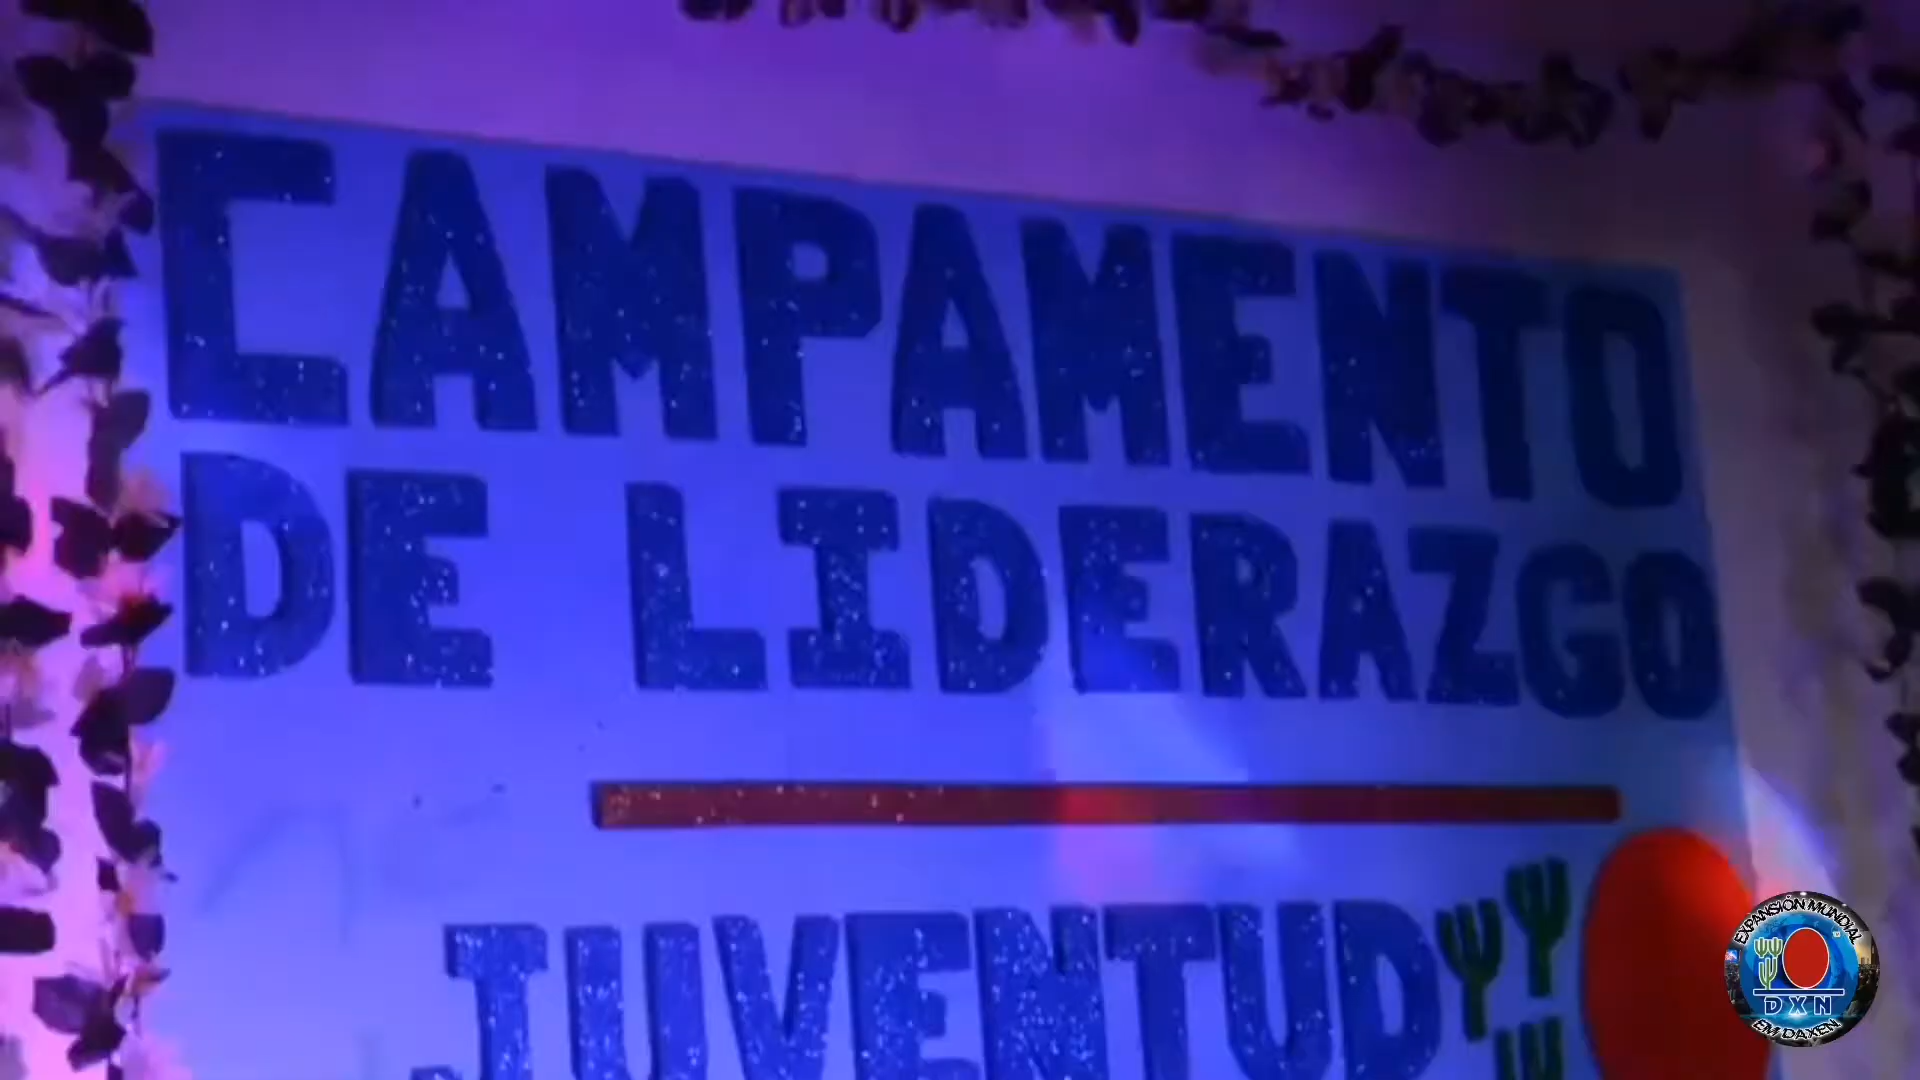 CAMPAMENTO
DE LIDERAZGO
JUVENTUD
EXPANSIÓN MUNDIAL
DXN
EM DAXEN